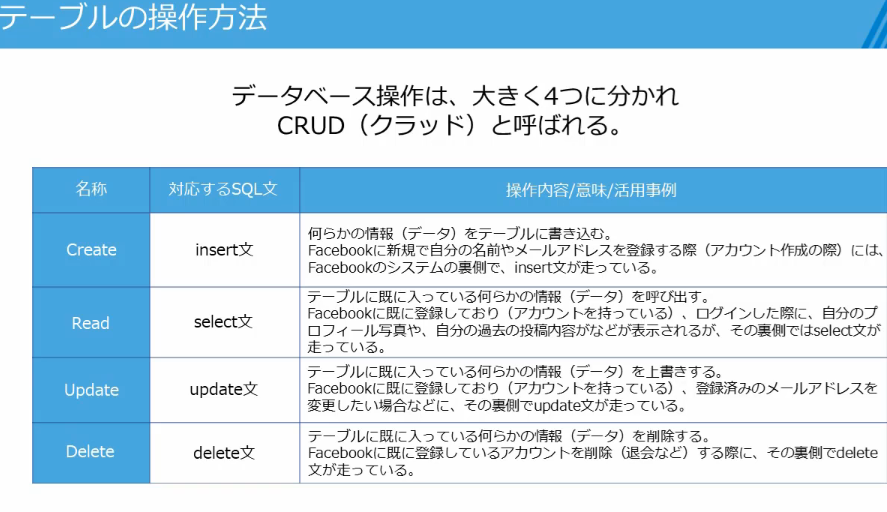 テーブルの操作方法
データベース操作は、大きく4つに分かれ
CRUD（クラッド）と呼ばれる。
名称 対応するSQL文 操作内容/意味/活用事例
Create insert文
何らかの情報（データ）をテーブルに書き込む。
Facebookに新規で自分の名前やメールアドレスを登録する際（アカウント作成の際）には、
Facebookのシステムの裏側で、insert文が走っている。
Read select文
テーブルに既に入っている何らかの情報（データ）を呼び出す。
Facebookに既に登録しており（アカウントを持っている）、ログインした際に、自分のプ
ロフィール写真や、自分の過去の投稿内容がなどが表示されるが、その裏側ではselect文が
走っている。
Update update文
テーブルに既に入っている何らかの情報（データ）を上書きする。
Facebookに既に登録しており（アカウントを持っている）、登録済みのメールアドレスを
変更したい場合などに、その裏側でupdate文が走っている。
Delete delete文
テーブルに既に入っている何らかの情報（データ）を削除する。
Facebookに既に登録しているアカウントを削除（退会など）する際に、その裏側でdelete
文が走っている。